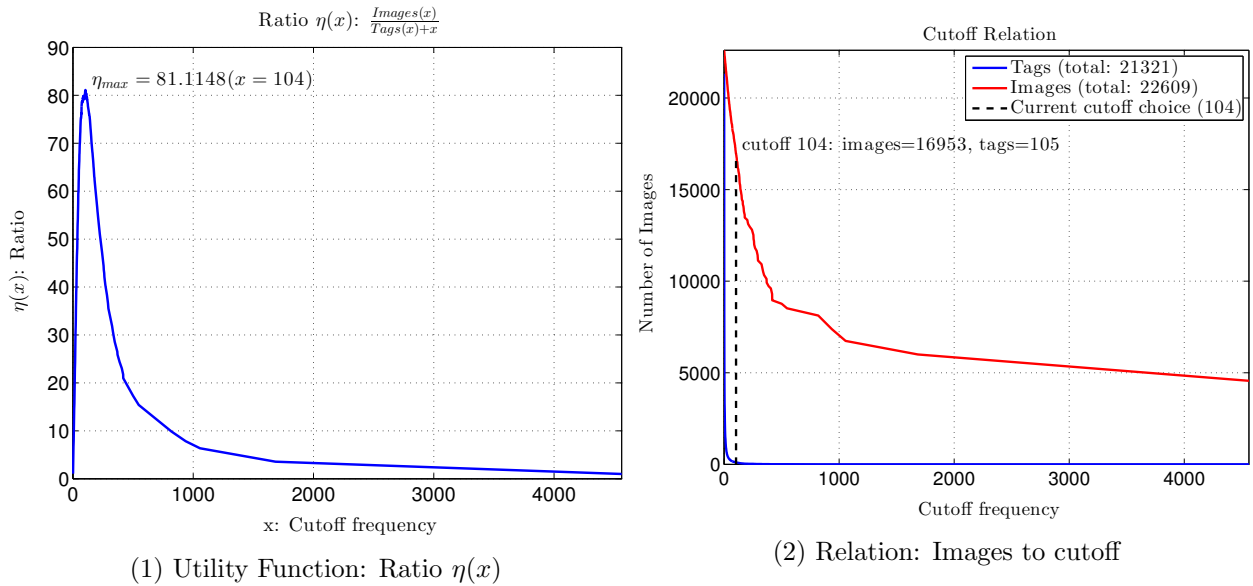 Ratio η(x): Images(x)/Tags(x)+x
η_max = 81.1148(x = 104)
90
80
70
60
50
40
30
20
10
0
η(x): Ratio
0 1000 2000 3000 4000
x: Cutoff frequency
(1) Utility Function: Ratio η(x)
Cutoff Relation
Tags (total: 21321)
Images (total: 22609)
Current cutoff choice (104)
cutoff 104: images=16953, tags=105
20000
15000
10000
5000
0
Number of Images
0 1000 2000 3000 4000
Cutoff frequency
(2) Relation: Images to cutoff